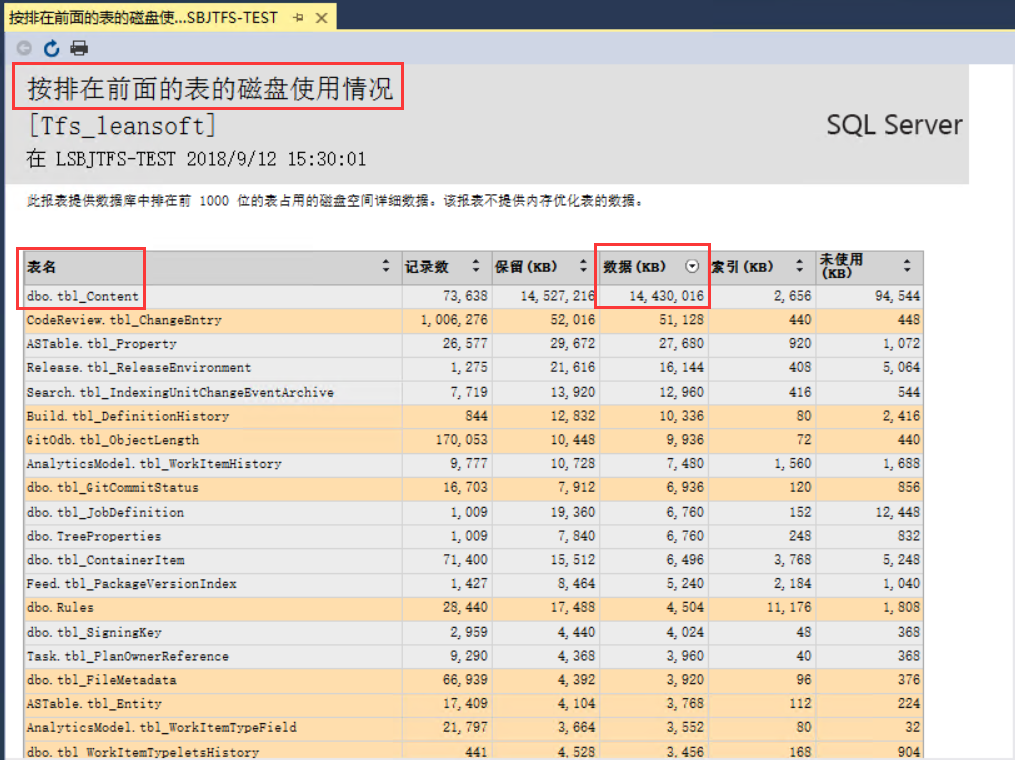 按排在前面的表的磁盘使...SBJTFS-TEST
按排在前面的表的磁盘使用情况
[Tfs_leansoft]
SQL Server
在 LSBJTFS-TEST 2018/9/12 15:30:01
此报表提供数据库中排在前 1000 位的表占用的磁盘空间详细数据。该报表不提供内存优化表的数据。
表名 记录数 保留(KB) 数据(KB) 索引(KB) 未使用(KB)
dbo.tbl_Content 73,638 14,527,216 14,430,016 2,656 94,544
CodeReview.tbl_ChangeEntry 1,006,276 52,016 51,128 440 448
ASTable.tbl_Property 26,577 29,672 27,680 920 1,072
Release.tbl_ReleaseEnvironment 1,275 21,616 16,144 408 5,064
Search.tbl_IndexingUnitChangeEventArchive 7,719 13,920 12,960 416 544
Build.tbl_DefinitionHistory 844 12,832 10,336 80 2,416
GitOdb.tbl_ObjectLength 170,053 10,448 9,936 72 440
AnalyticsModel.tbl_WorkItemHistory 9,777 10,728 7,480 1,560 1,688
dbo.tbl_GitCommitStatus 16,703 7,912 6,936 120 856
dbo.tbl_JobDefinition 1,009 19,360 6,760 152 12,448
dbo.TreeProperties 1,009 7,840 6,760 248 832
dbo.tbl_ContainerItem 71,400 15,512 6,496 3,768 5,248
Feed.tbl_PackageVersionIndex 1,427 8,464 5,240 2,184 1,040
dbo.Rules 28,440 17,488 4,504 11,176 1,808
dbo.tbl_SigningKey 2,959 4,440 4,024 48 368
Task.tbl_PlanOwnerReference 9,290 4,368 3,960 40 368
dbo.tbl_FileMetadata 66,939 4,392 3,920 96 376
ASTable.tbl_Entity 17,409 4,104 3,768 112 224
AnalyticsModel.tbl_WorkItemTypeField 21,797 3,664 3,552 80 32
dbo.tbl_WorkItemTypeletsHistory 441 4,528 3,456 168 904